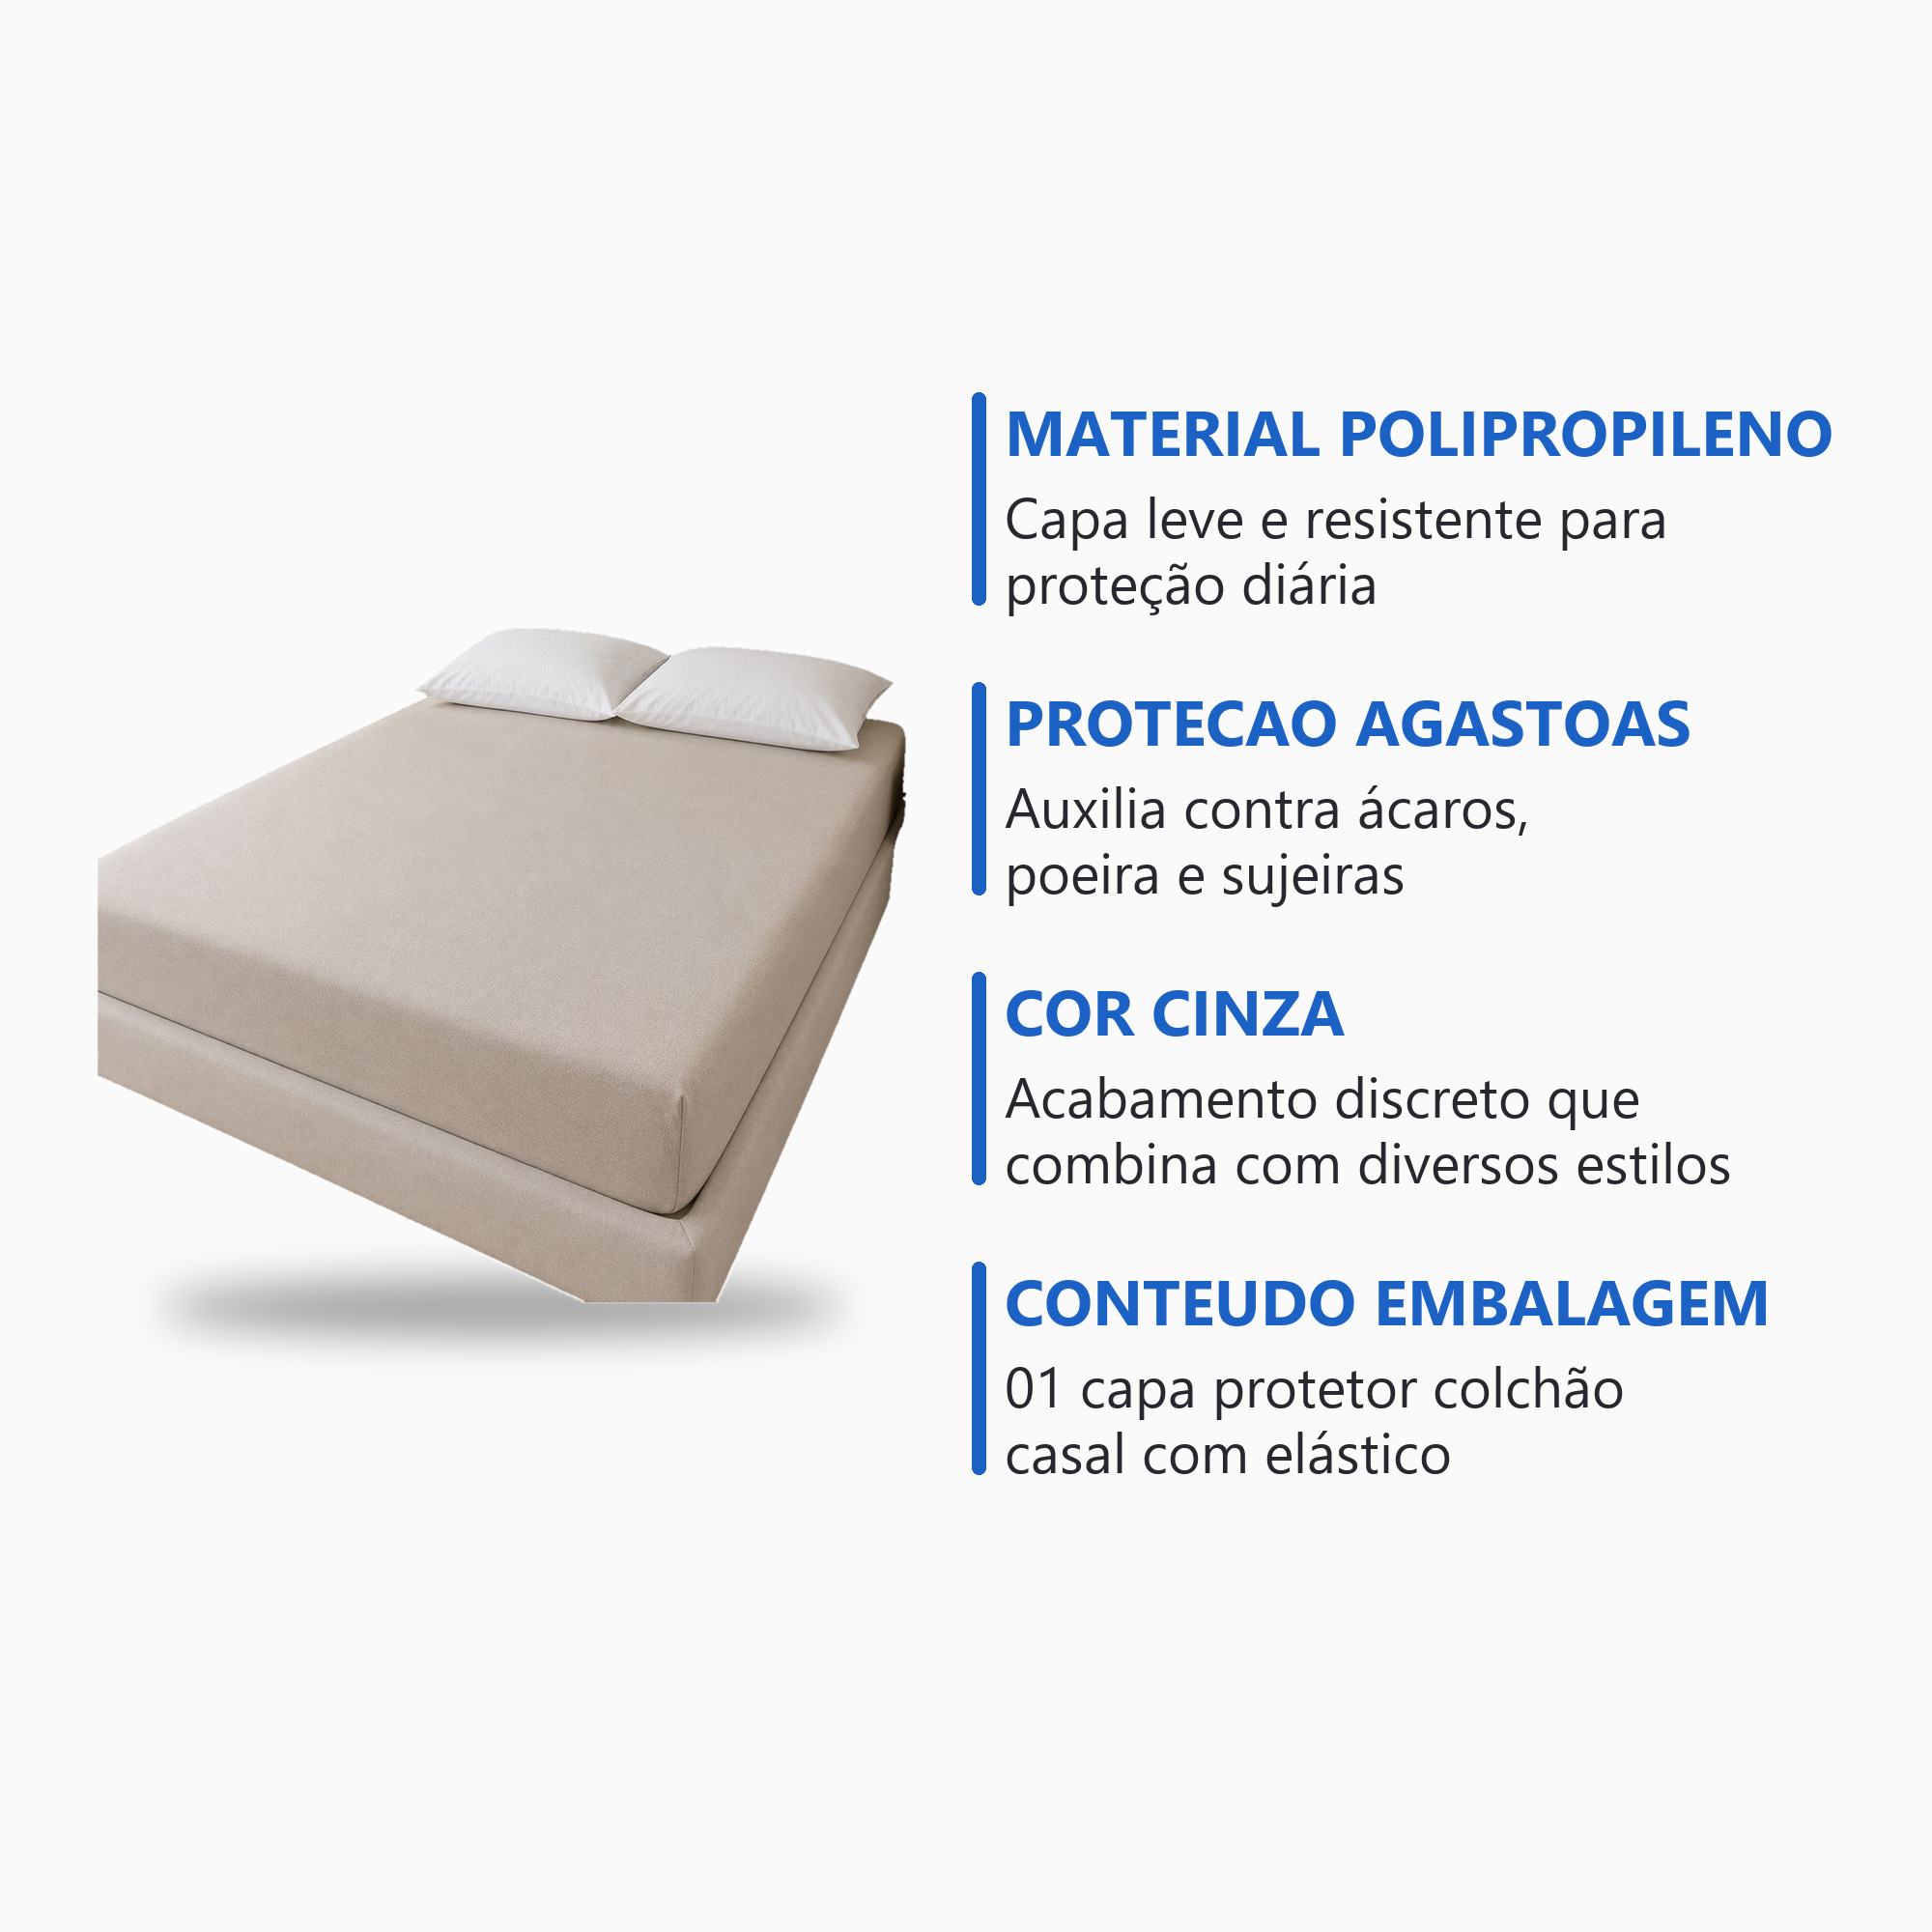 MATERIAL POLIPROPILENO
Capa leve e resistente para
proteção diária
PROTECAO AGASTOAS
Auxilia contra ácaros,
poeira e sujeiras
COR CINZA
Acabamento discreto que
combina com diversos estilos
CONTEUDO EMBALAGEM
01 capa protetor colchão
casal com elástico